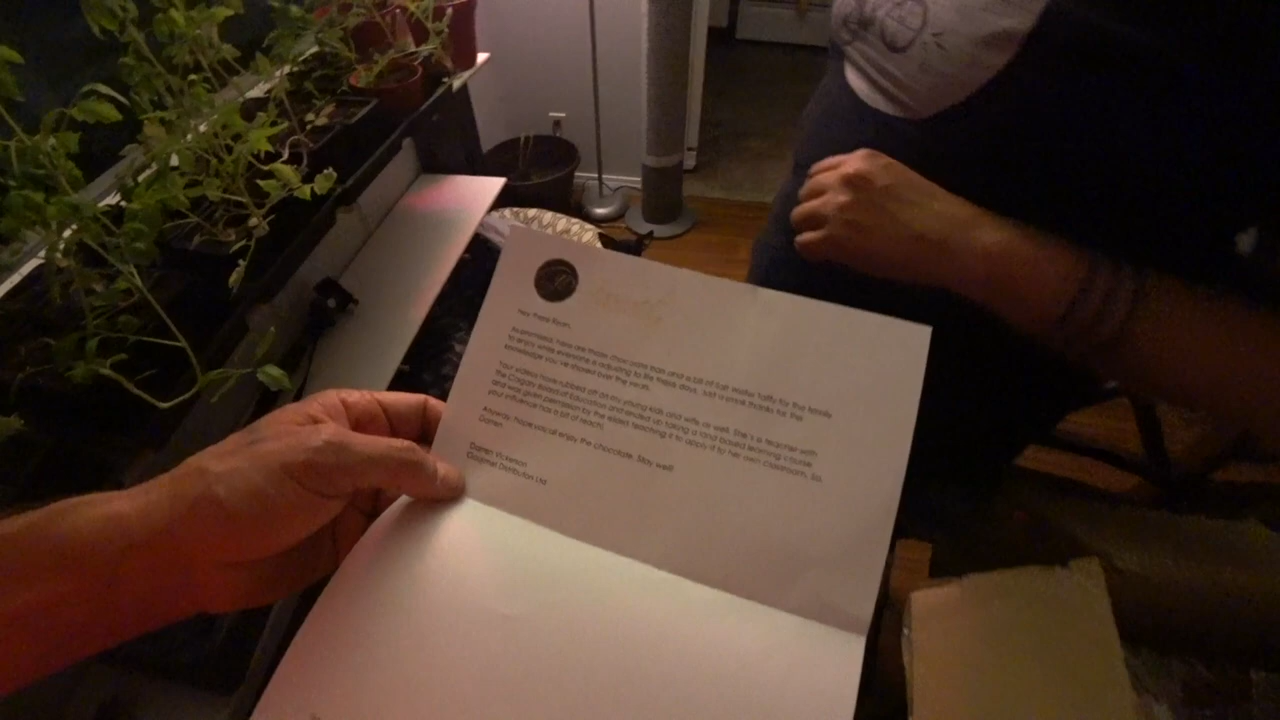 Hey there Ryan,
As promised, here are those chocolate bars and a bit of salt water taffy for the family
to enjoy while everyone is adjusting to life these days. Just a small thanks for the
knowledge you've shared over the years.
Your videos have rubbed off on my young kids and wife as well. She's a teacher with
the Calgary Board of Education and ended up taking a land based learning course
and was given permission by the elders teaching it to apply it to her own classroom. So,
your influence has a bit of reach!
Anyway, hope you all enjoy the chocolate. Stay well!
Darren
Darren Vickerson
Gourmet Distribution Ltd